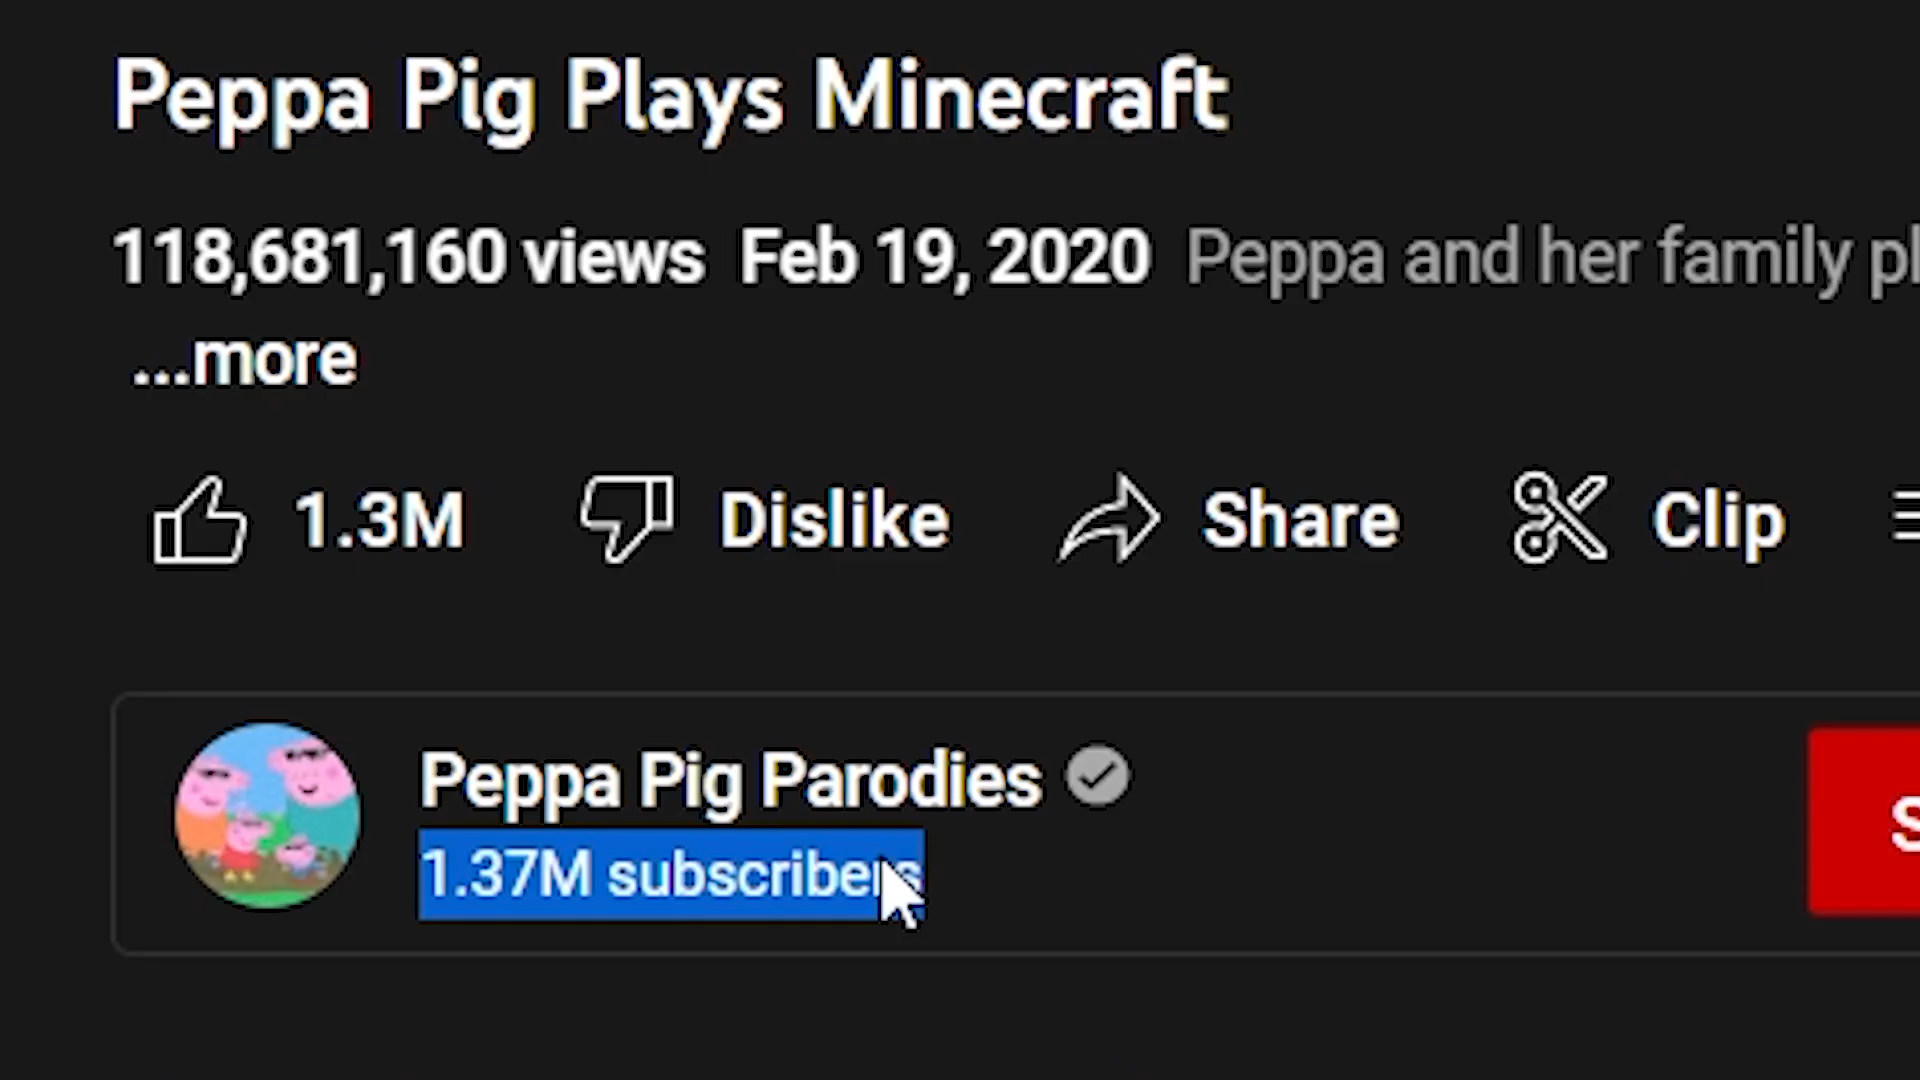 Peppa Pig Plays Minecraft
118,681,160 views Feb 19, 2020 Peppa and her family pl
...more
1.3M Dislike Share Clip
Peppa Pig Parodies
1.37M subscribers
S